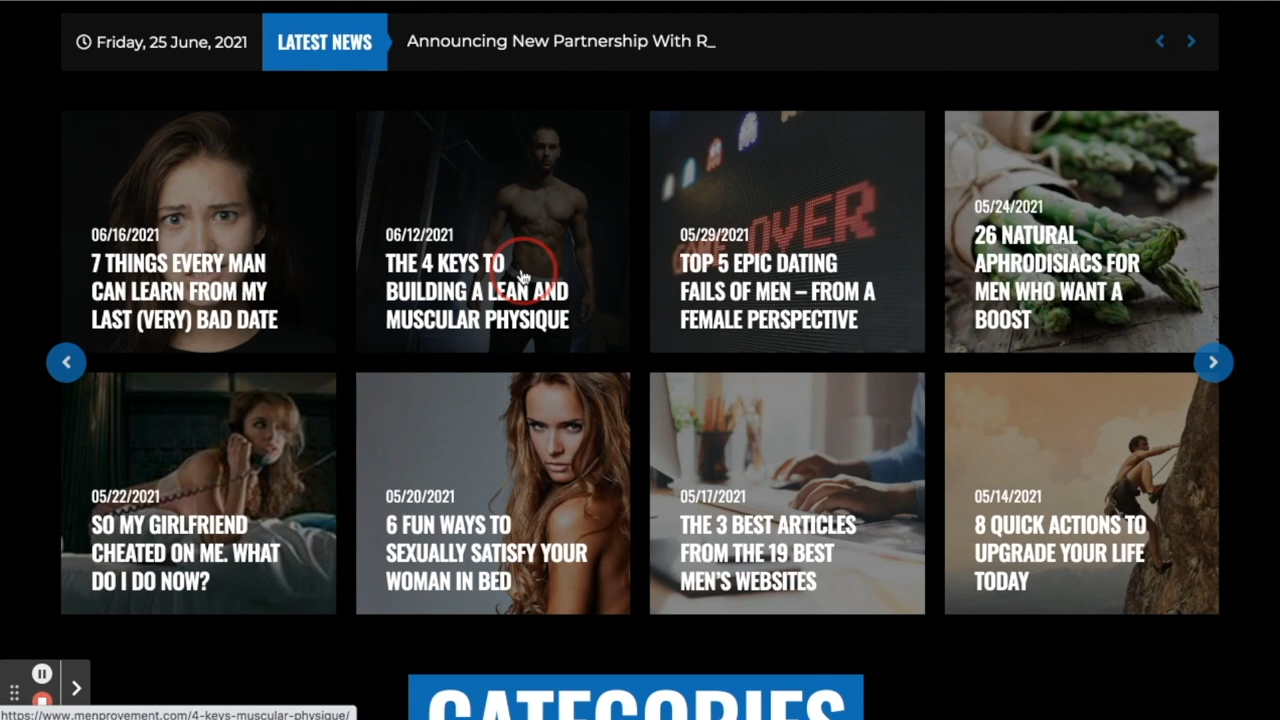 Friday, 25 June, 2021
LATEST NEWS
Announcing New Partnership With R_
06/16/2021
7 THINGS EVERY MAN
CAN LEARN FROM MY
LAST (VERY) BAD DATE
06/12/2021
THE 4 KEYS TO
BUILDING A LEAN AND
MUSCULAR PHYSIQUE
OVER
05/29/2021
TOP 5 EPIC DATING
FAILS OF MEN – FROM A
FEMALE PERSPECTIVE
05/24/2021
26 NATURAL
APHRODISIACS FOR
MEN WHO WANT A
BOOST
05/22/2021
SO MY GIRLFRIEND
CHEATED ON ME. WHAT
DO I DO NOW?
05/20/2021
6 FUN WAYS TO
SEXUALLY SATISFY YOUR
WOMAN IN BED
05/17/2021
THE 3 BEST ARTICLES
FROM THE 19 BEST
MEN'S WEBSITES
05/14/2021
8 QUICK ACTIONS TO
UPGRADE YOUR LIFE
TODAY
CATEGORIES
https://www.menprovement.com/4-keys-muscular-physique/